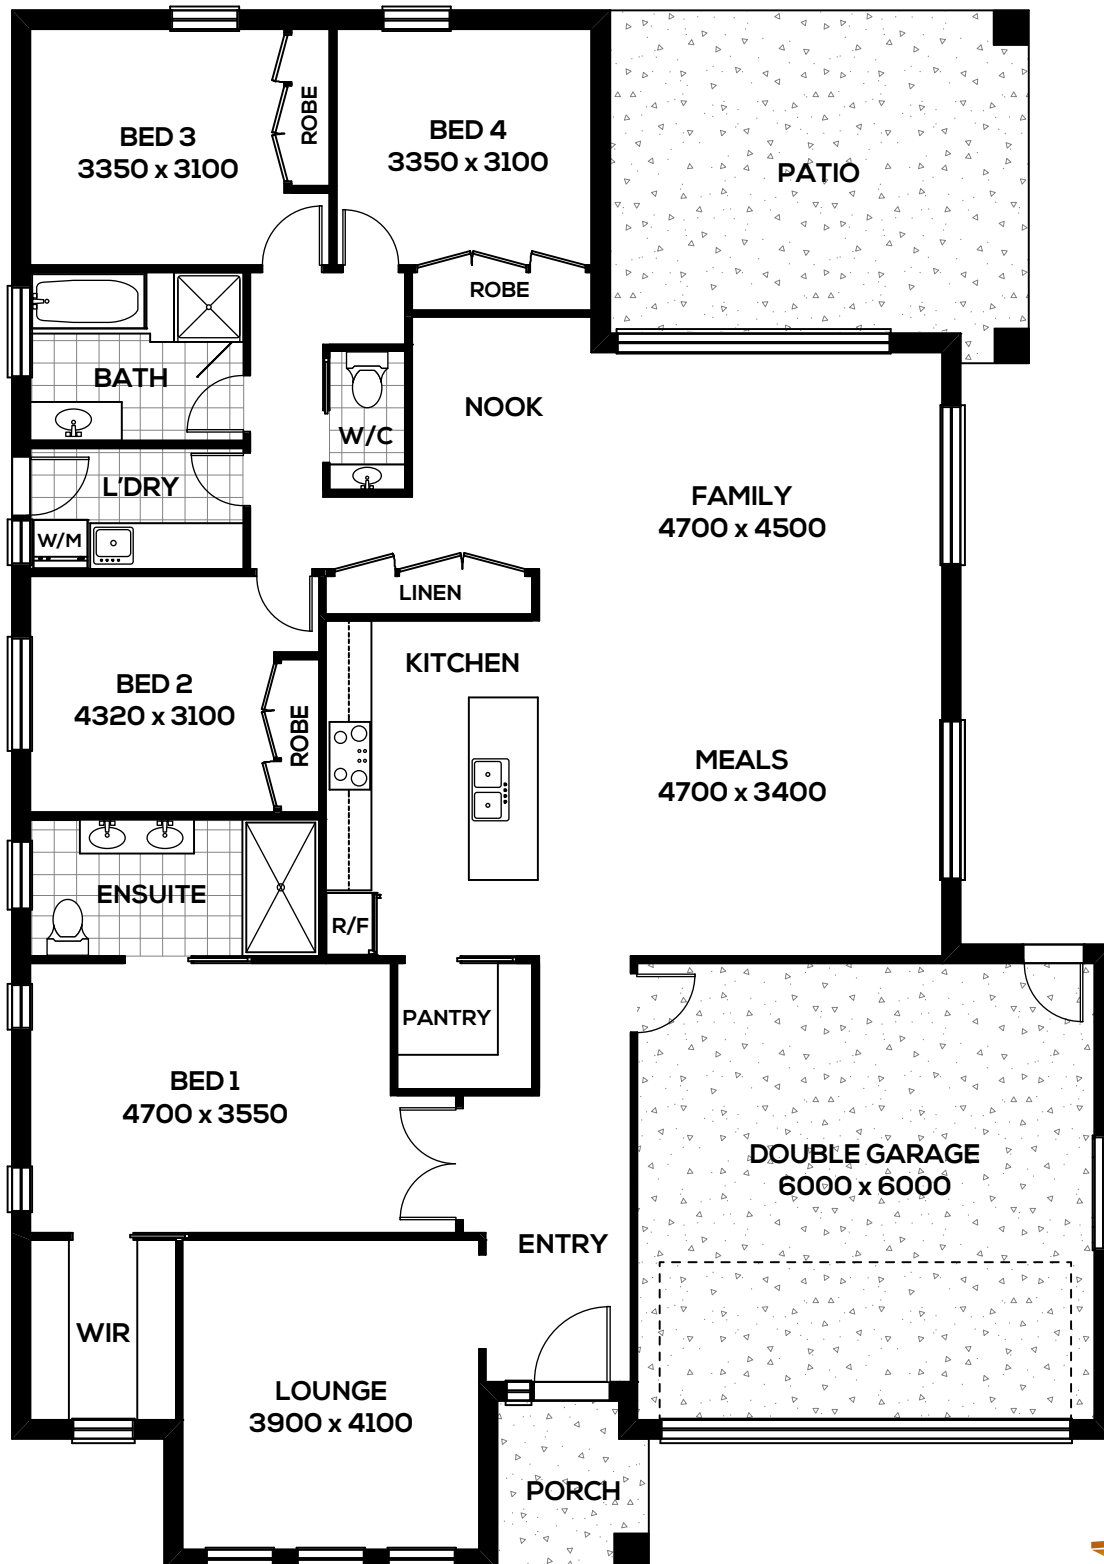 BED 3
3350 x 3100
ROBE
BED 4
3350 x 3100
PATIO
ROBE
BATH
NOOK
W/C
L'DRY
FAMILY
4700 x 4500
W/M
LINEN
KITCHEN
BED 2
4320 x 3100
ROBE
MEALS
4700 x 3400
ENSUITE
R/F
PANTRY
BED 1
4700 x 3550
DOUBLE GARAGE
6000 x 6000
ENTRY
WIR
LOUNGE
3900 x 4100
PORCH